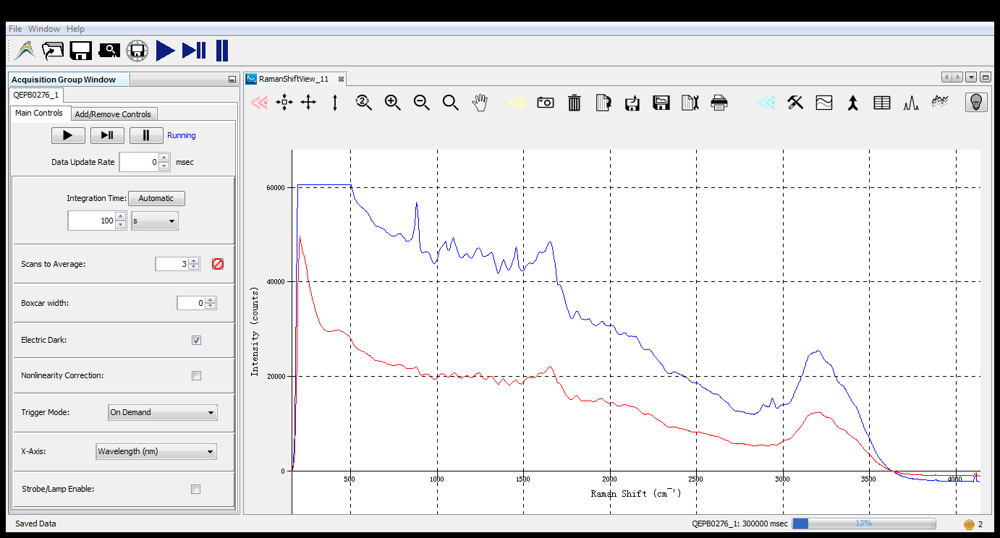 File Window Help
Acquisition Group Window
QEPB0276_1
Main Controls Add/Remove Controls
Running
Data Update Rate 0 msec
Integration Time: Automatic
100 s
Scans to Average: 3
Boxcar width: 0
Electric Dark:
Nonlinearity Correction:
Trigger Mode: On Demand
X-Axis: Wavelength (nm)
Strobe/Lamp Enable:
RamanShiftView_11
2
Intensity (counts)
60000
40000
20000
0
500 1000 1500 2000 2500 3000 3500 4000
Raman Shift (cm⁻¹)
Saved Data
QEPB0276_1: 300000 msec 13% 2